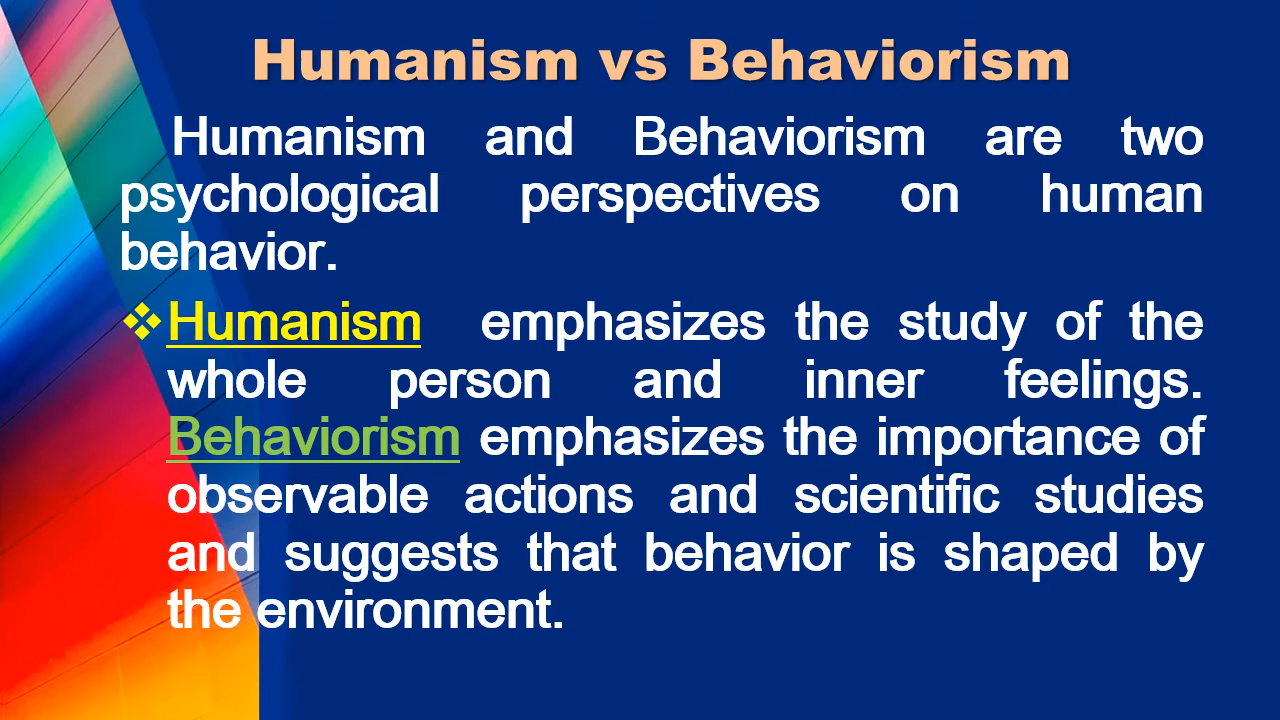 Humanism vs Behaviorism
Humanism and Behaviorism are two
psychological perspectives on human
behavior.
❖Humanism emphasizes the study of the
whole person and inner feelings.
Behaviorism emphasizes the importance of
observable actions and scientific studies
and suggests that behavior is shaped by
the environment.